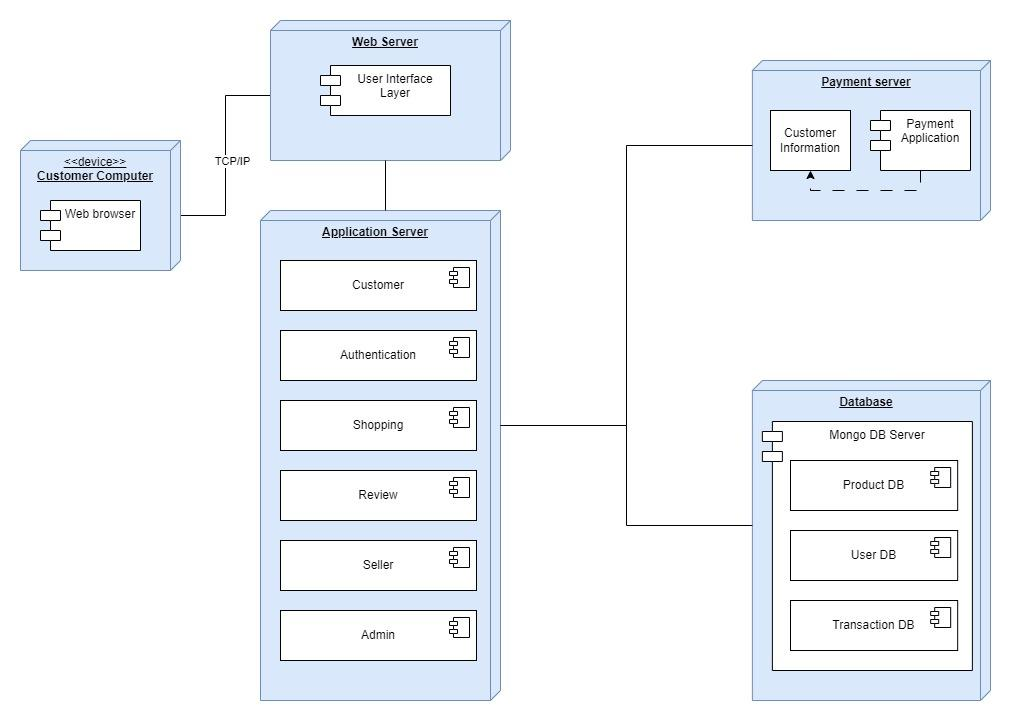 Web Server
User Interface
Layer
TCP/IP
<<device>>
Customer Computer
Web browser
Application Server
Customer
Authentication
Shopping
Review
Seller
Admin
Payment server
Customer
Information
Payment
Application
Database
Mongo DB Server
Product DB
User DB
Transaction DB